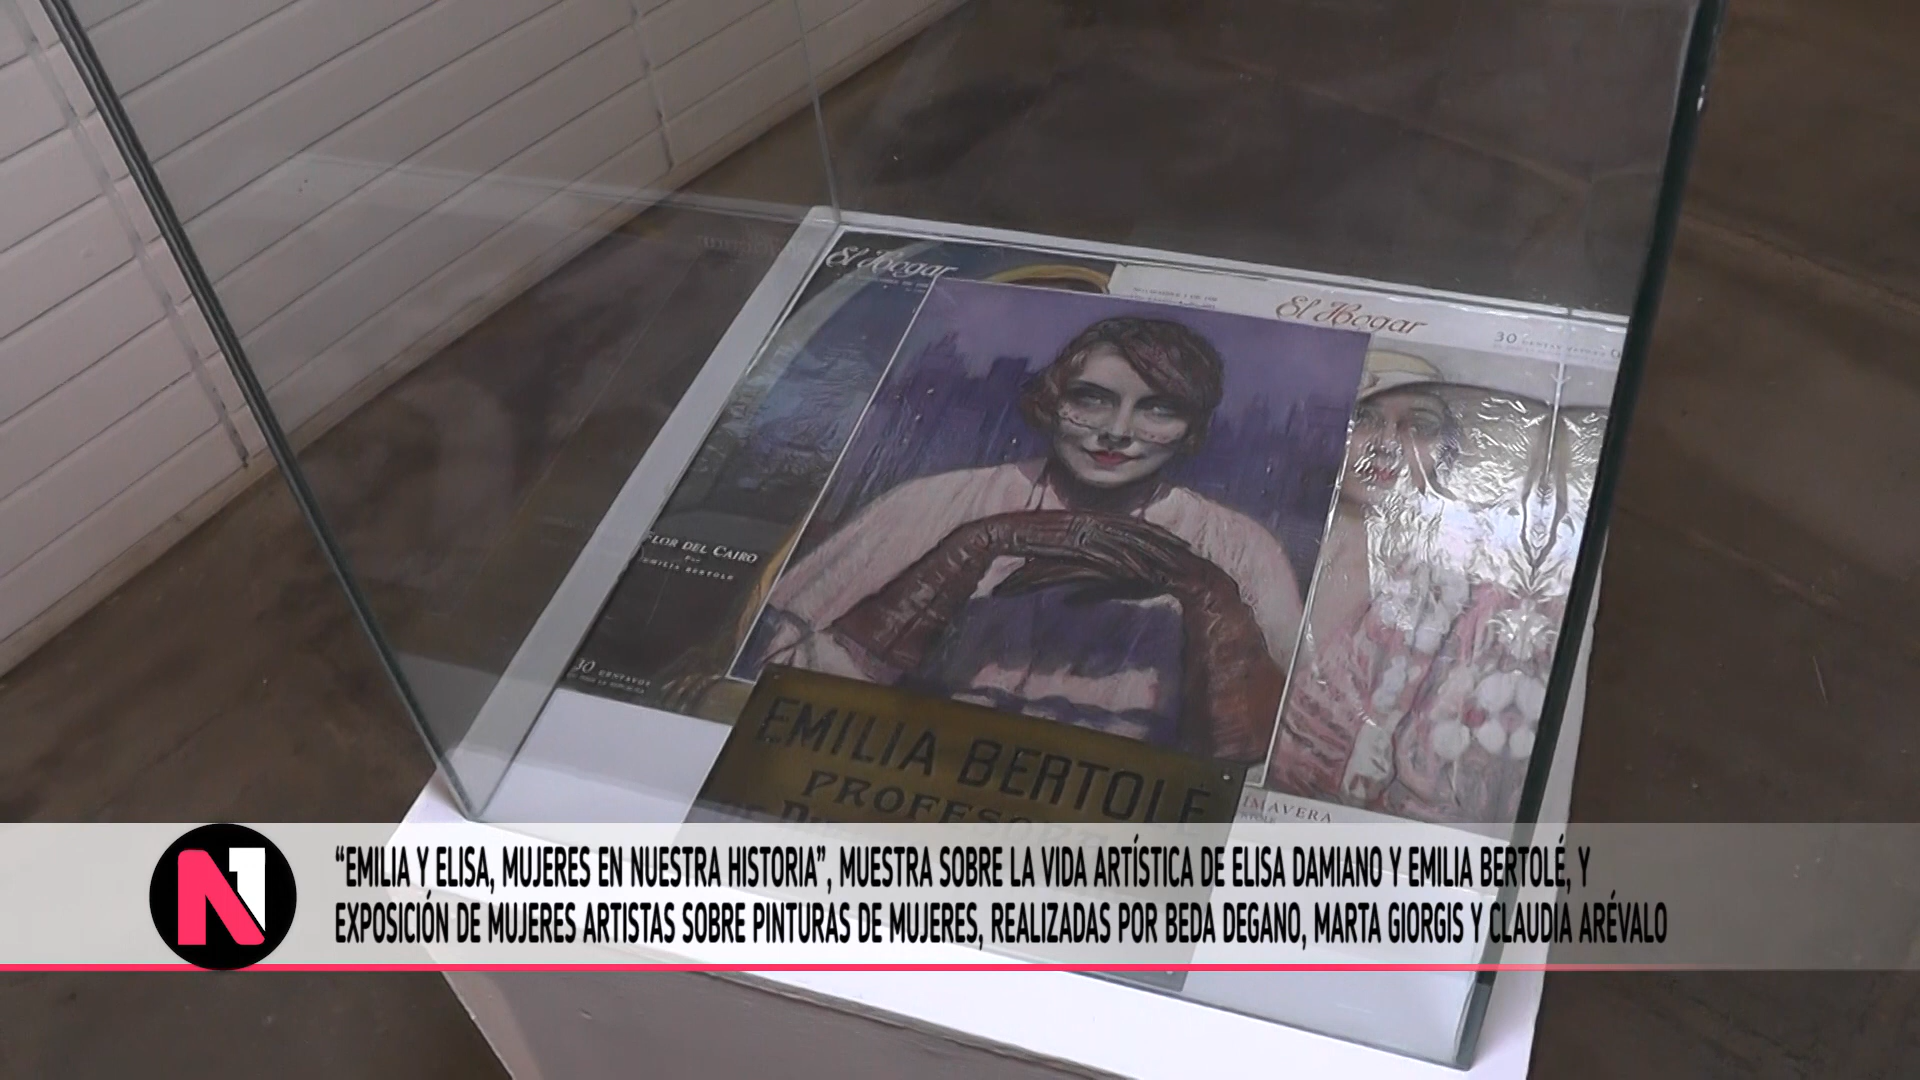 El Hogar
El Hogar
30
FLOR DEL CAIRO
Por
EMILIA BERTOLÉ
30 CENTAVOS
EMILIA BERTOLÉ
PROFESORA
“EMILIA Y ELISA, MUJERES EN NUESTRA HISTORIA”, MUESTRA SOBRE LA VIDA ARTÍSTICA DE ELISA DAMIANO Y EMILIA BERTOLÉ, Y
EXPOSICIÓN DE MUJERES ARTISTAS SOBRE PINTURAS DE MUJERES, REALIZADAS POR BEDA DEGANO, MARTA GIORGIS Y CLAUDIA ARÉVALO
N1